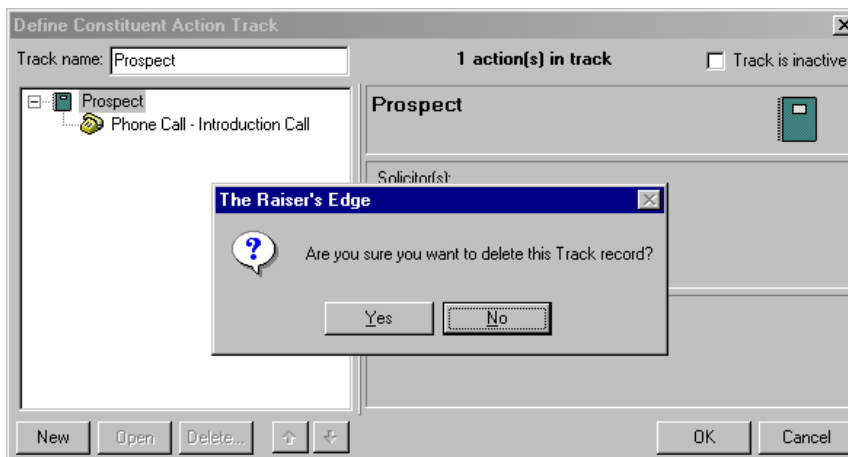 Define Constituent Action Track
Track name: Prospect 1 action(s) in track Track is inactive
Prospect
Phone Call - Introduction Call
Prospect
Solicitor(s):
The Raiser's Edge
Are you sure you want to delete this Track record?
Yes No
New Open Delete... OK Cancel